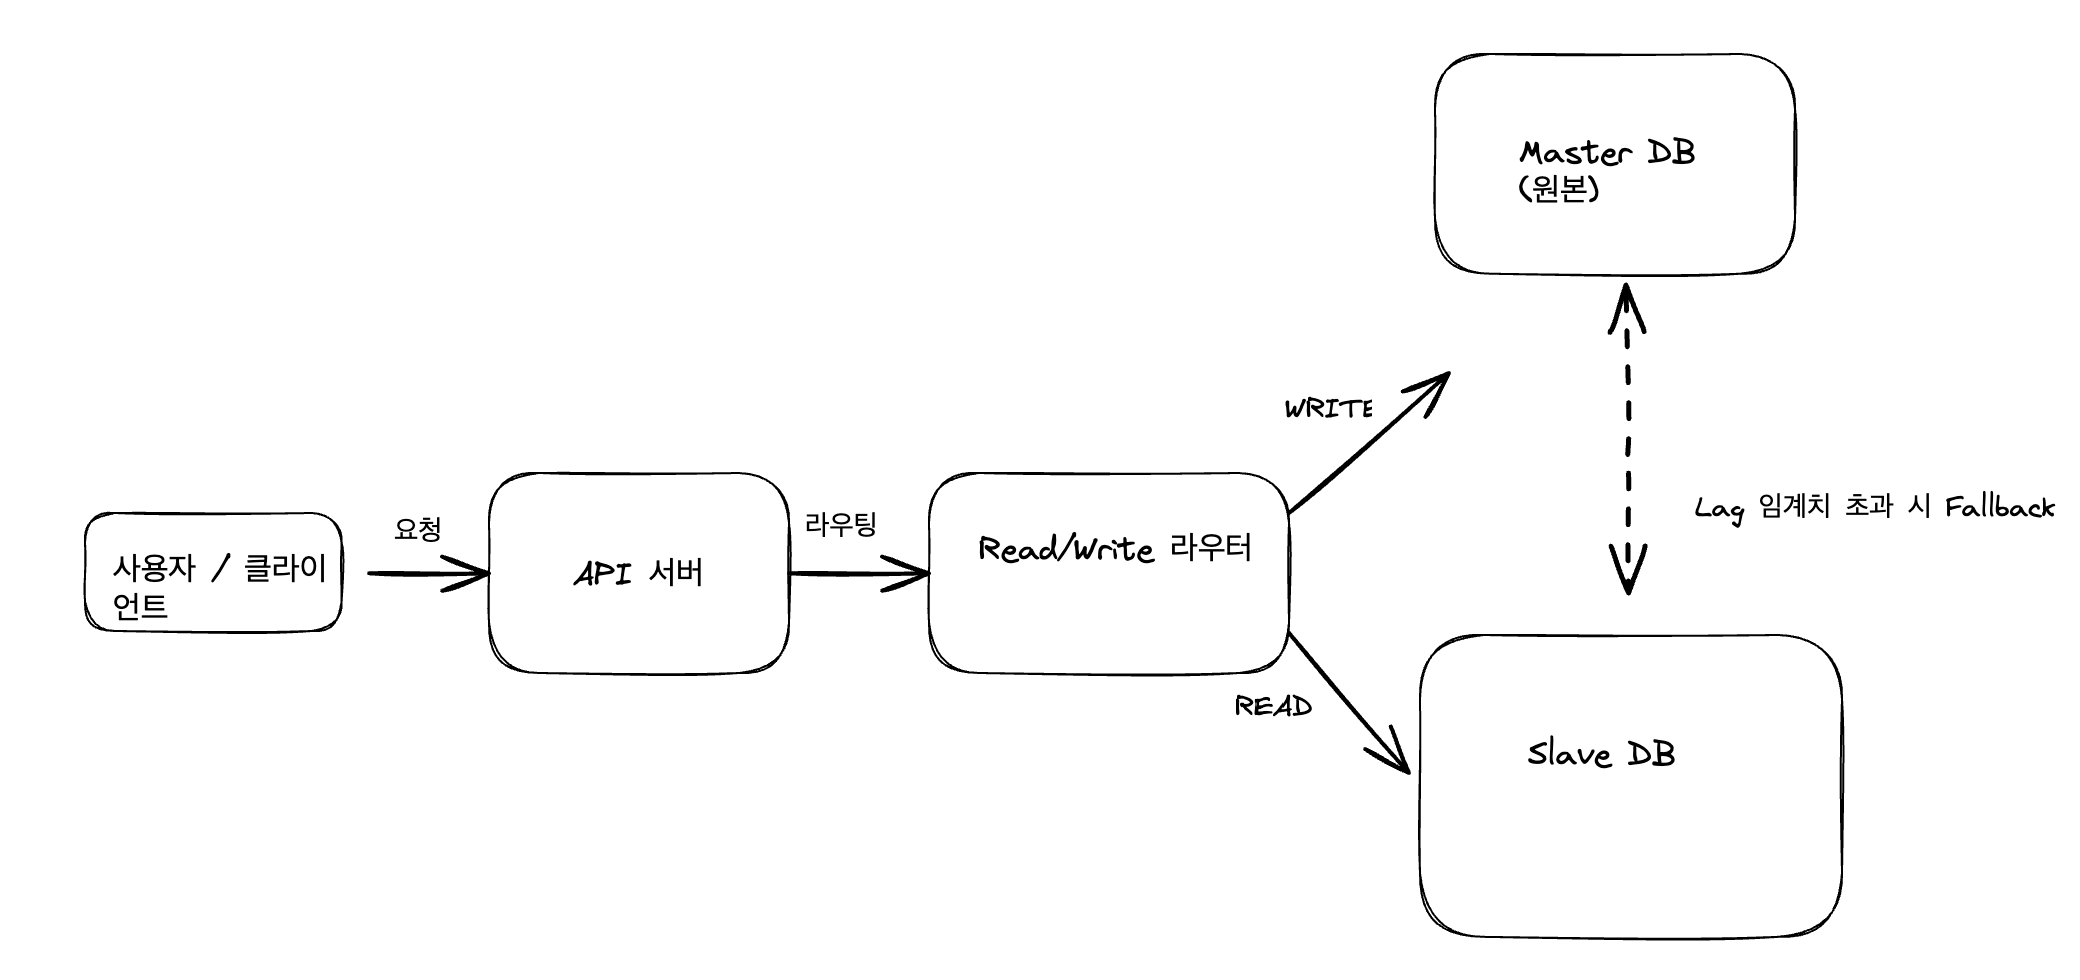 Master DB
(원본)
WRITE
Lag 임계치 초과 시 Fallback
요청
라우팅
사용자 / 클라이
언트
API 서버
Read/Write 라우터
READ
Slave DB